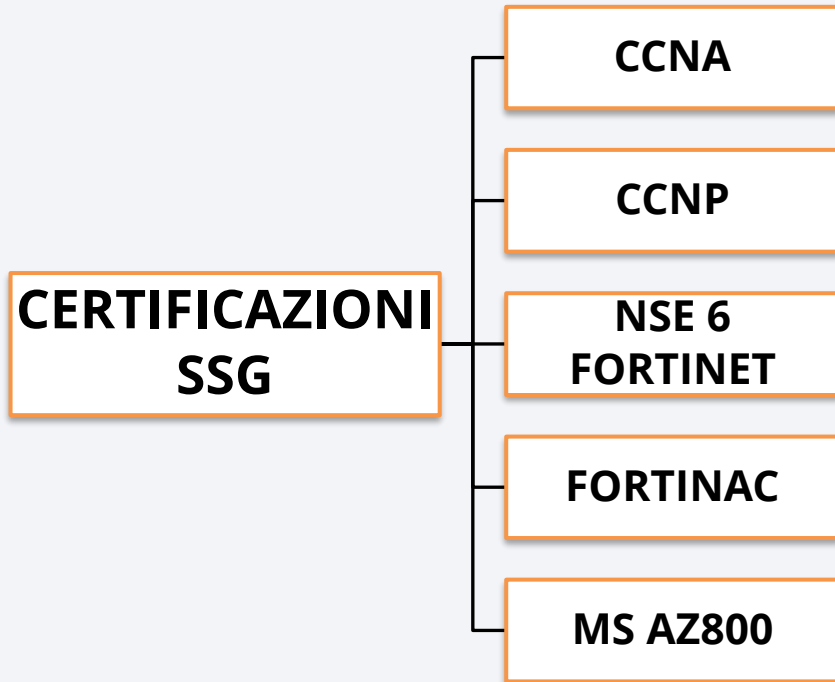 CERTIFICAZIONI
SSG
CCNA
CCNP
NSE 6
FORTINET
FORTINAC
MS AZ800